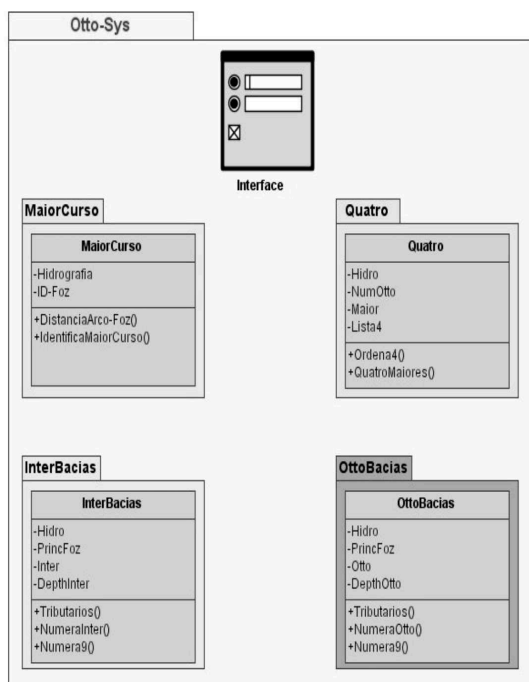 Otto-Sys
Interface
MaiorCurso
MaiorCurso
-Hidrografia
-ID-Foz
+DistanciaArco-Foz()
+IdentificaMaiorCurso()
Quatro
Quatro
-Hidro
-NumOtto
-Maior
-Lista4
+Ordena4()
+QuatroMaiores()
InterBacias
InterBacias
-Hidro
-PrincFoz
-Inter
-DepthInter
+Tributarios()
+NumeraInter()
+Numera9()
OttoBacias
OttoBacias
-Hidro
-PrincFoz
-Otto
-DepthOtto
+Tributarios()
+NumeraOtto()
+Numera9()